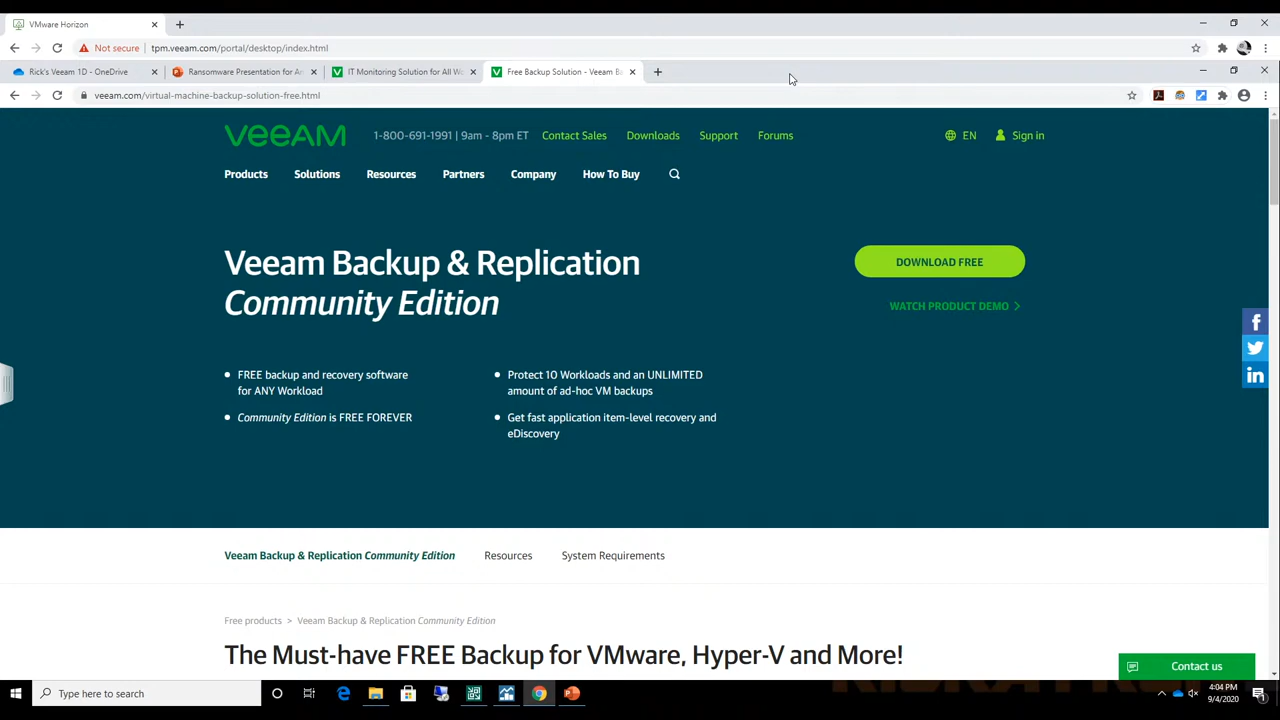 VMware Horizon
Not secure tpm.veeam.com/portal/desktop/index.html
Rick's Veeam 1D - OneDrive
Ransomware Presentation for An
IT Monitoring Solution for All Wo
Free Backup Solution - Veeam Ba
veeam.com/virtual-machine-backup-solution-free.html
veeam
1-800-691-1991 | 9am - 8pm ET
Contact Sales
Downloads
Support
Forums
EN
Sign in
Products
Solutions
Resources
Partners
Company
How To Buy
Veeam Backup & Replication
Community Edition
DOWNLOAD FREE
WATCH PRODUCT DEMO
FREE backup and recovery software
for ANY Workload
Community Edition is FREE FOREVER
Protect 10 Workloads and an UNLIMITED
amount of ad-hoc VM backups
Get fast application item-level recovery and
eDiscovery
Veeam Backup & Replication Community Edition
Resources
System Requirements
Free products > Veeam Backup & Replication Community Edition
The Must-have FREE Backup for VMware, Hyper-V and More!
Contact us
Type here to search
4:04 PM
9/4/2020